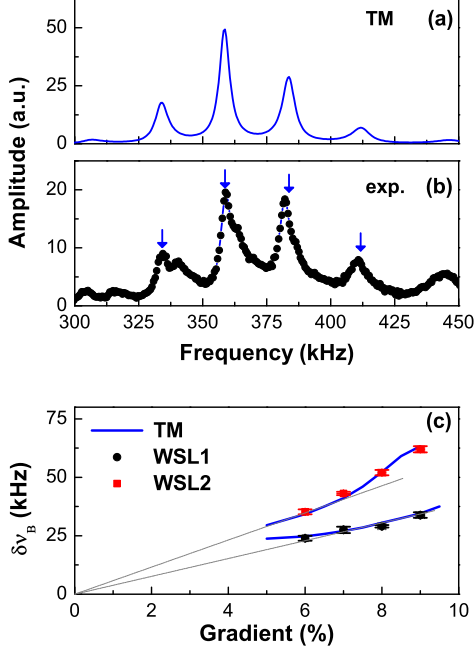 TM (a)
50
25
0
Amplitude (a.u.)
exp. (b)
20
10
0
300 325 350 375 400 425 450
Frequency (kHz)
(c)
75
50
25
0
TM
WSL1
WSL2
δν_B (kHz)
0 2 4 6 8 10
Gradient (%)